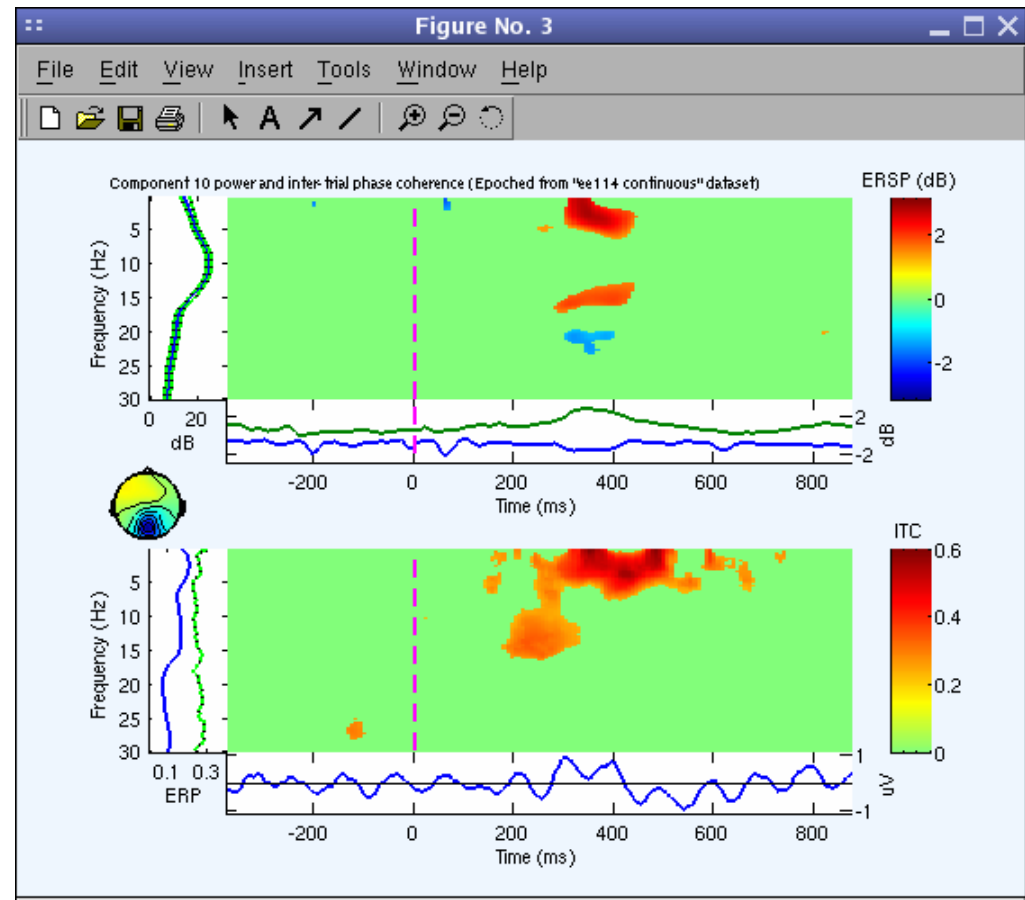 Figure No. 3
File Edit View Insert Tools Window Help
A
Component 10 power and inter-trial phase coherence (Epoched from "ee114 continuous" dataset)
ERSP (dB)
5
10
15
20
25
30
Frequency (Hz)
2
0
-2
0 20
dB
2
-2
dB
-200 0 200 400 600 800
Time (ms)
ITC
5
10
15
20
25
30
Frequency (Hz)
0.6
0.4
0.2
0
0.1 0.3
ERP
1
-1
uV
-200 0 200 400 600 800
Time (ms)